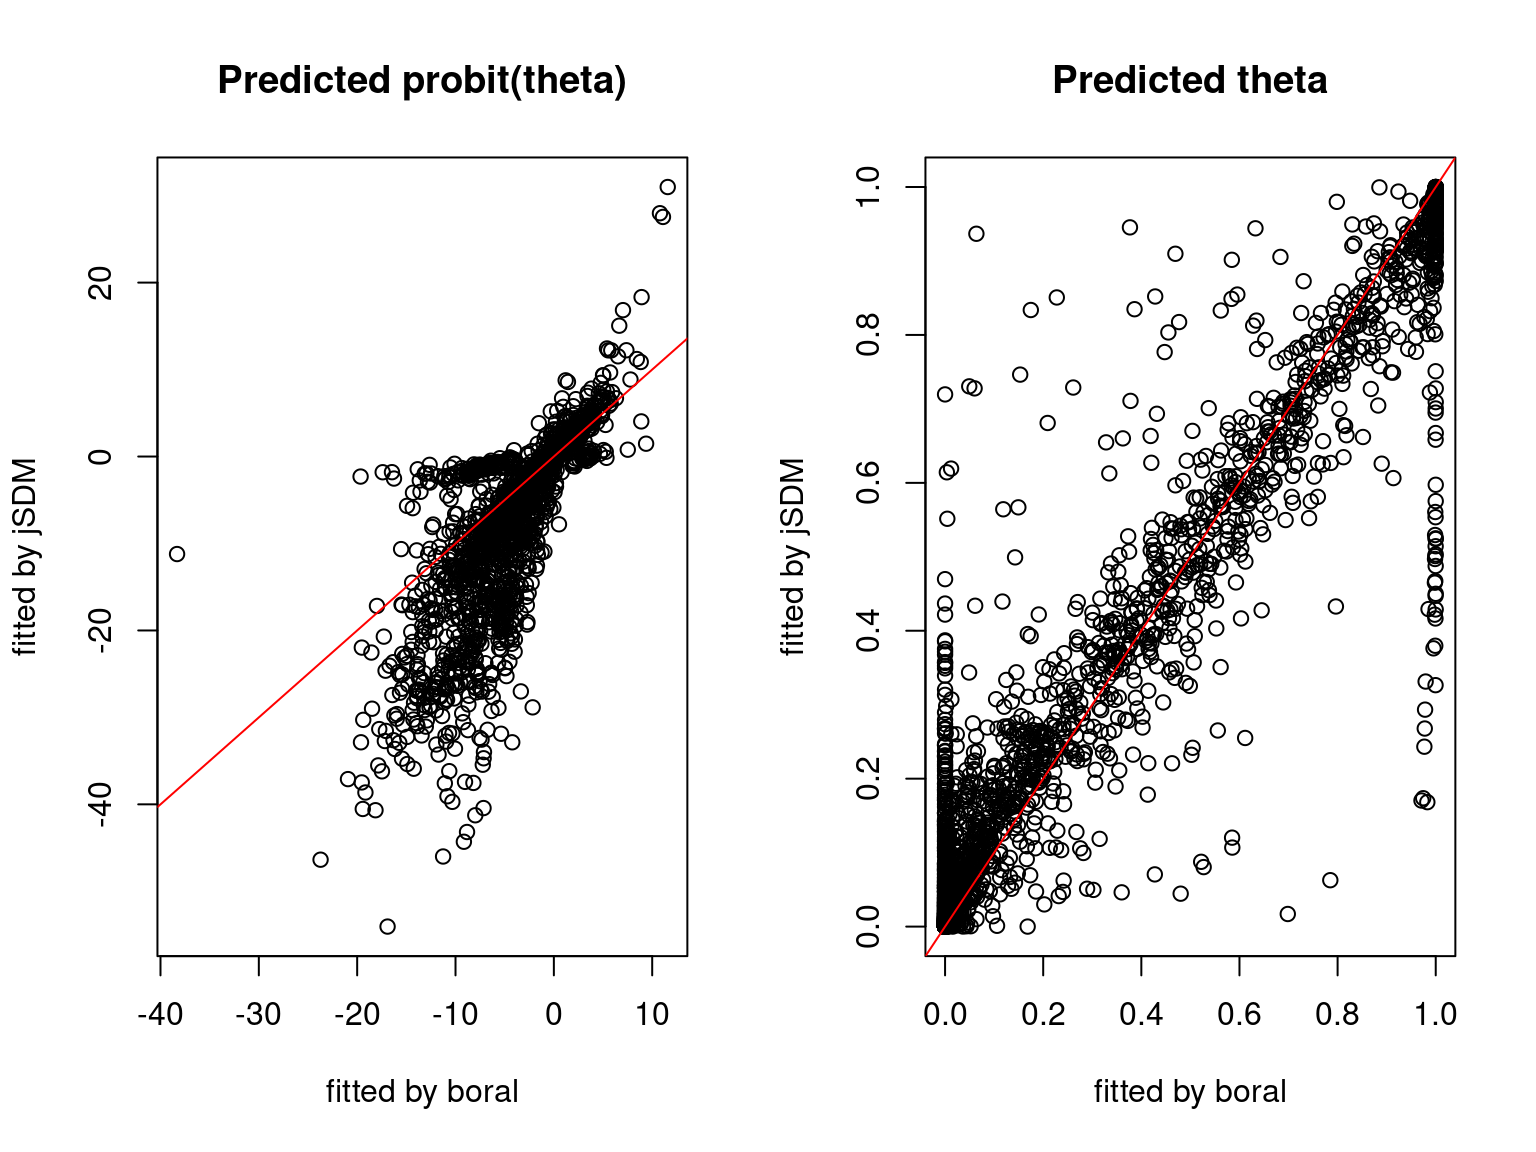 Predicted probit(theta)
fitted by jSDM
20
0
-20
-40
-40 -30 -20 -10 0 10
fitted by boral
Predicted theta
fitted by jSDM
1.0
0.8
0.6
0.4
0.2
0.0
0.0 0.2 0.4 0.6 0.8 1.0
fitted by boral